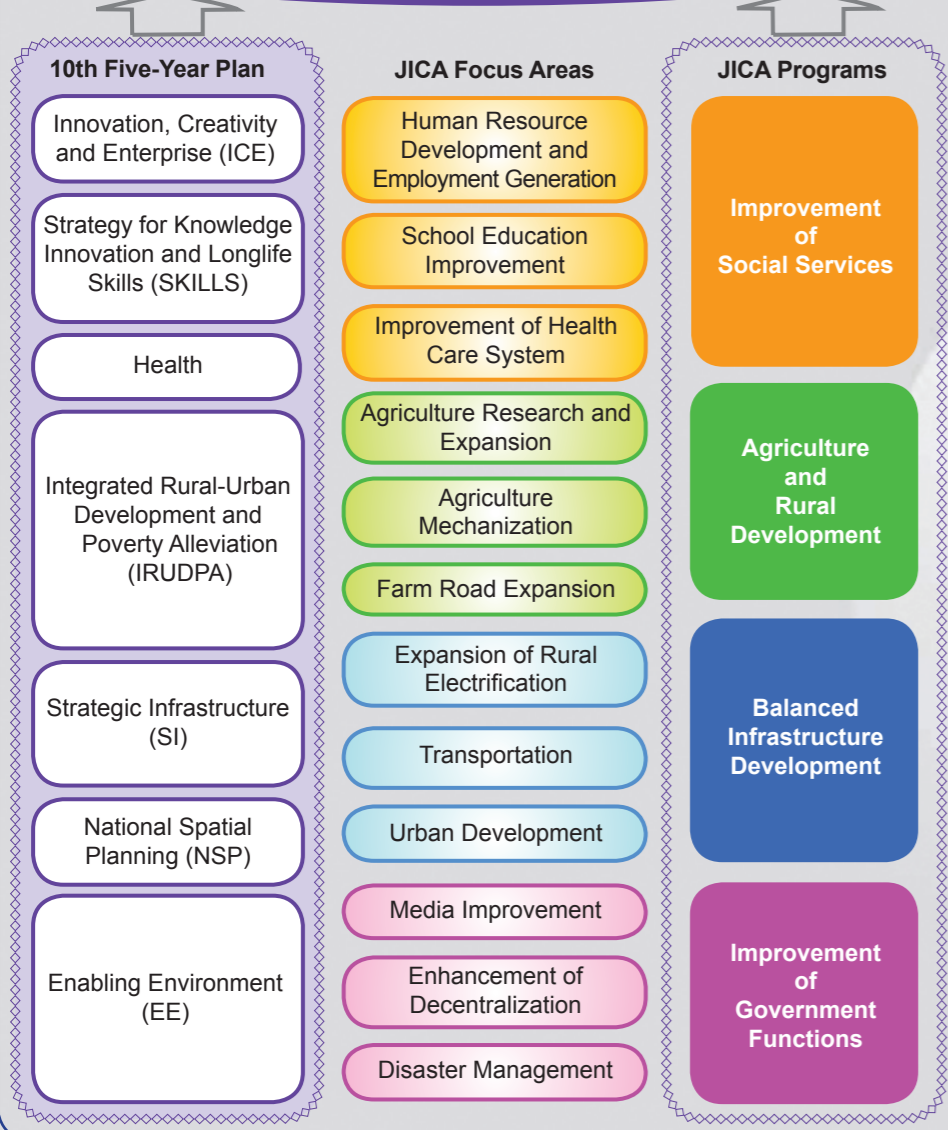 10th Five-Year Plan
Innovation, Creativity
and Enterprise (ICE)
Strategy for Knowledge
Innovation and Longlife
Skills (SKILLS)
Health
Integrated Rural-Urban
Development and
Poverty Alleviation
(IRUDPA)
Strategic Infrastructure
(SI)
National Spatial
Planning (NSP)
Enabling Environment
(EE)
JICA Focus Areas
Human Resource
Development and
Employment Generation
School Education
Improvement
Improvement of Health
Care System
Agriculture Research and
Expansion
Agriculture
Mechanization
Farm Road Expansion
Expansion of Rural
Electrification
Transportation
Urban Development
Media Improvement
Enhancement of
Decentralization
Disaster Management
JICA Programs
Improvement
of
Social Services
Agriculture
and
Rural
Development
Balanced
Infrastructure
Development
Improvement
of
Government
Functions